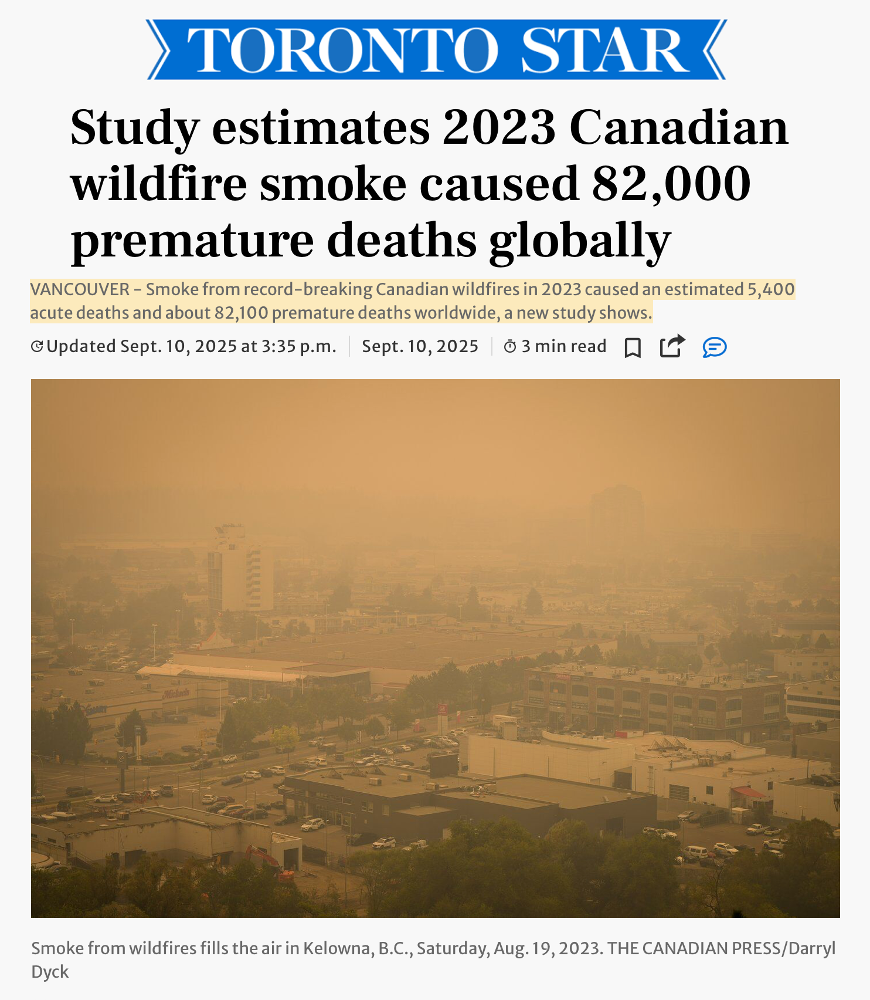 TORONTO STAR
Study estimates 2023 Canadian
wildfire smoke caused 82,000
premature deaths globally
VANCOUVER - Smoke from record-breaking Canadian wildfires in 2023 caused an estimated 5,400
acute deaths and about 82,100 premature deaths worldwide, a new study shows.
Updated Sept. 10, 2025 at 3:35 p.m. Sept. 10, 2025 3 min read
Michaels
Smoke from wildfires fills the air in Kelowna, B.C., Saturday, Aug. 19, 2023. THE CANADIAN PRESS/Darryl
Dyck